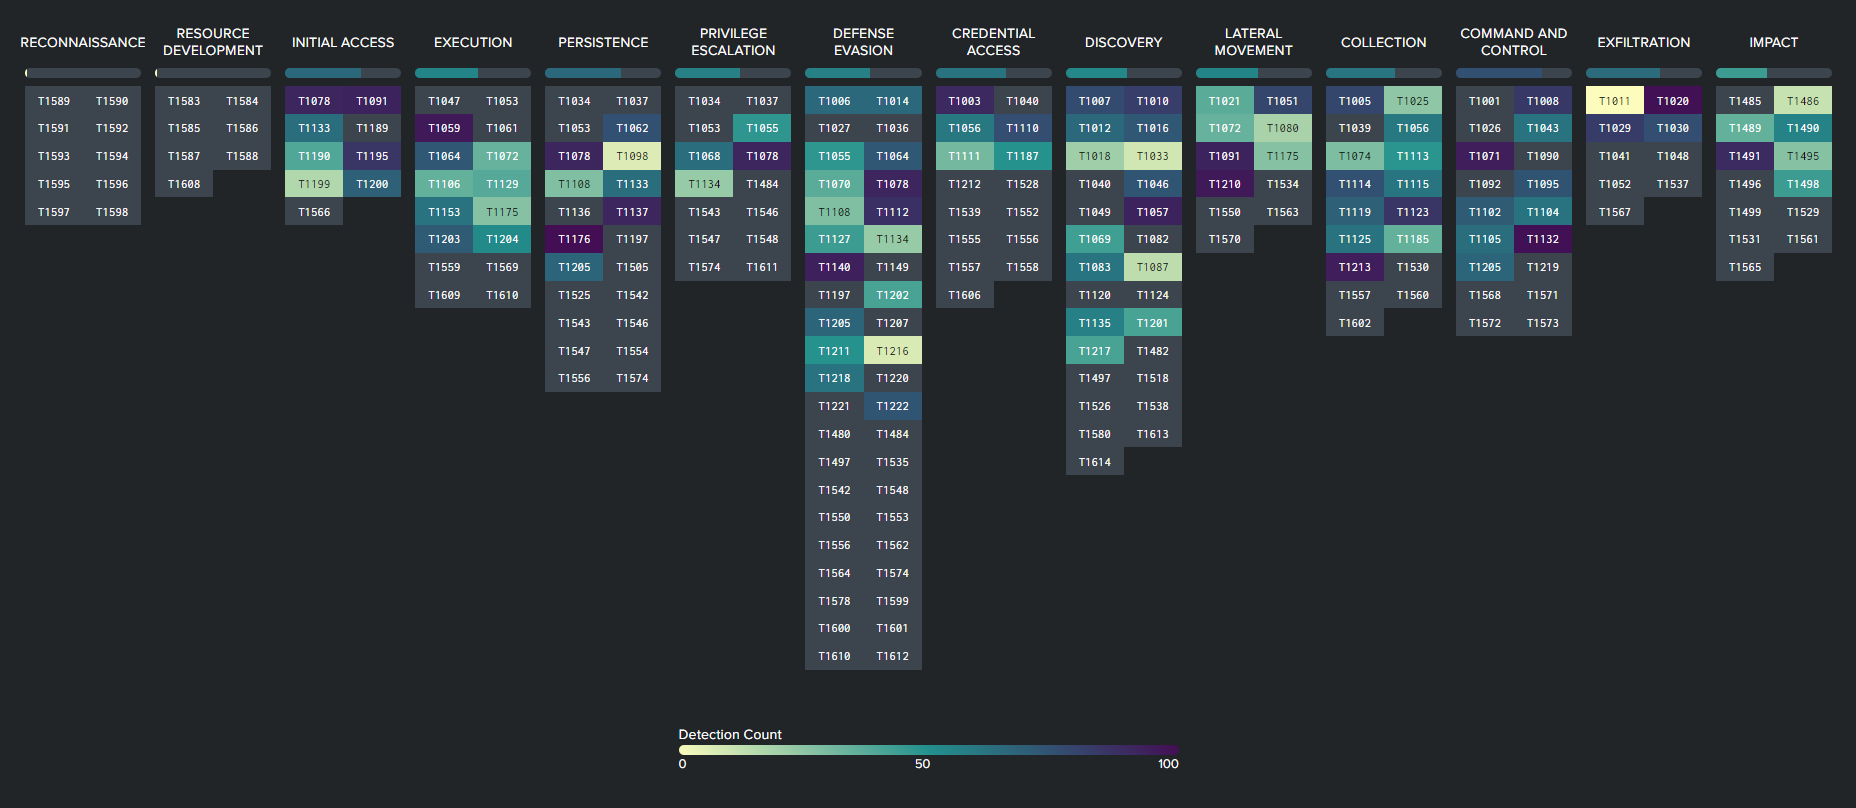 RECONNAISSANCE
T1589 T1590
T1591 T1592
T1593 T1594
T1595 T1596
T1597 T1598
RESOURCE
DEVELOPMENT
T1583 T1584
T1585 T1586
T1587 T1588
T1608
INITIAL ACCESS
T1078 T1091
T1133 T1189
T1190 T1195
T1199 T1200
T1566
EXECUTION
T1047 T1053
T1059 T1061
T1064 T1072
T1106 T1129
T1153 T1175
T1203 T1204
T1559 T1569
T1609 T1610
PERSISTENCE
T1034 T1037
T1053 T1062
T1078 T1098
T1108 T1133
T1136 T1137
T1176 T1197
T1205 T1505
T1525 T1542
T1543 T1546
T1547 T1554
T1556 T1574
PRIVILEGE
ESCALATION
T1034 T1037
T1053 T1055
T1068 T1078
T1134 T1484
T1543 T1546
T1547 T1548
T1574 T1611
DEFENSE
EVASION
T1006 T1014
T1027 T1036
T1055 T1064
T1070 T1078
T1108 T1112
T1127 T1134
T1140 T1149
T1197 T1202
T1205 T1207
T1211 T1216
T1218 T1220
T1221 T1222
T1480 T1484
T1497 T1535
T1542 T1548
T1550 T1553
T1556 T1562
T1564 T1574
T1578 T1599
T1600 T1601
T1610 T1612
CREDENTIAL
ACCESS
T1003 T1040
T1056 T1110
T1111 T1187
T1212 T1528
T1539 T1552
T1555 T1556
T1557 T1558
T1606
DISCOVERY
T1007 T1010
T1012 T1016
T1018 T1033
T1040 T1046
T1049 T1057
T1069 T1082
T1083 T1087
T1120 T1124
T1135 T1201
T1217 T1482
T1497 T1518
T1526 T1538
T1580 T1613
T1614
LATERAL
MOVEMENT
T1021 T1051
T1072 T1080
T1091 T1175
T1210 T1534
T1550 T1563
T1570
COLLECTION
T1005 T1025
T1039 T1056
T1074 T1113
T1114 T1115
T1119 T1123
T1125 T1185
T1213 T1530
T1557 T1560
T1602
COMMAND AND
CONTROL
T1001 T1008
T1026 T1043
T1071 T1090
T1092 T1095
T1102 T1104
T1105 T1132
T1205 T1219
T1568 T1571
T1572 T1573
EXFILTRATION
T1011 T1020
T1029 T1030
T1041 T1048
T1052 T1537
T1567
IMPACT
T1485 T1486
T1489 T1490
T1491 T1495
T1496 T1498
T1499 T1529
T1531 T1561
T1565
Detection Count
0 50 100